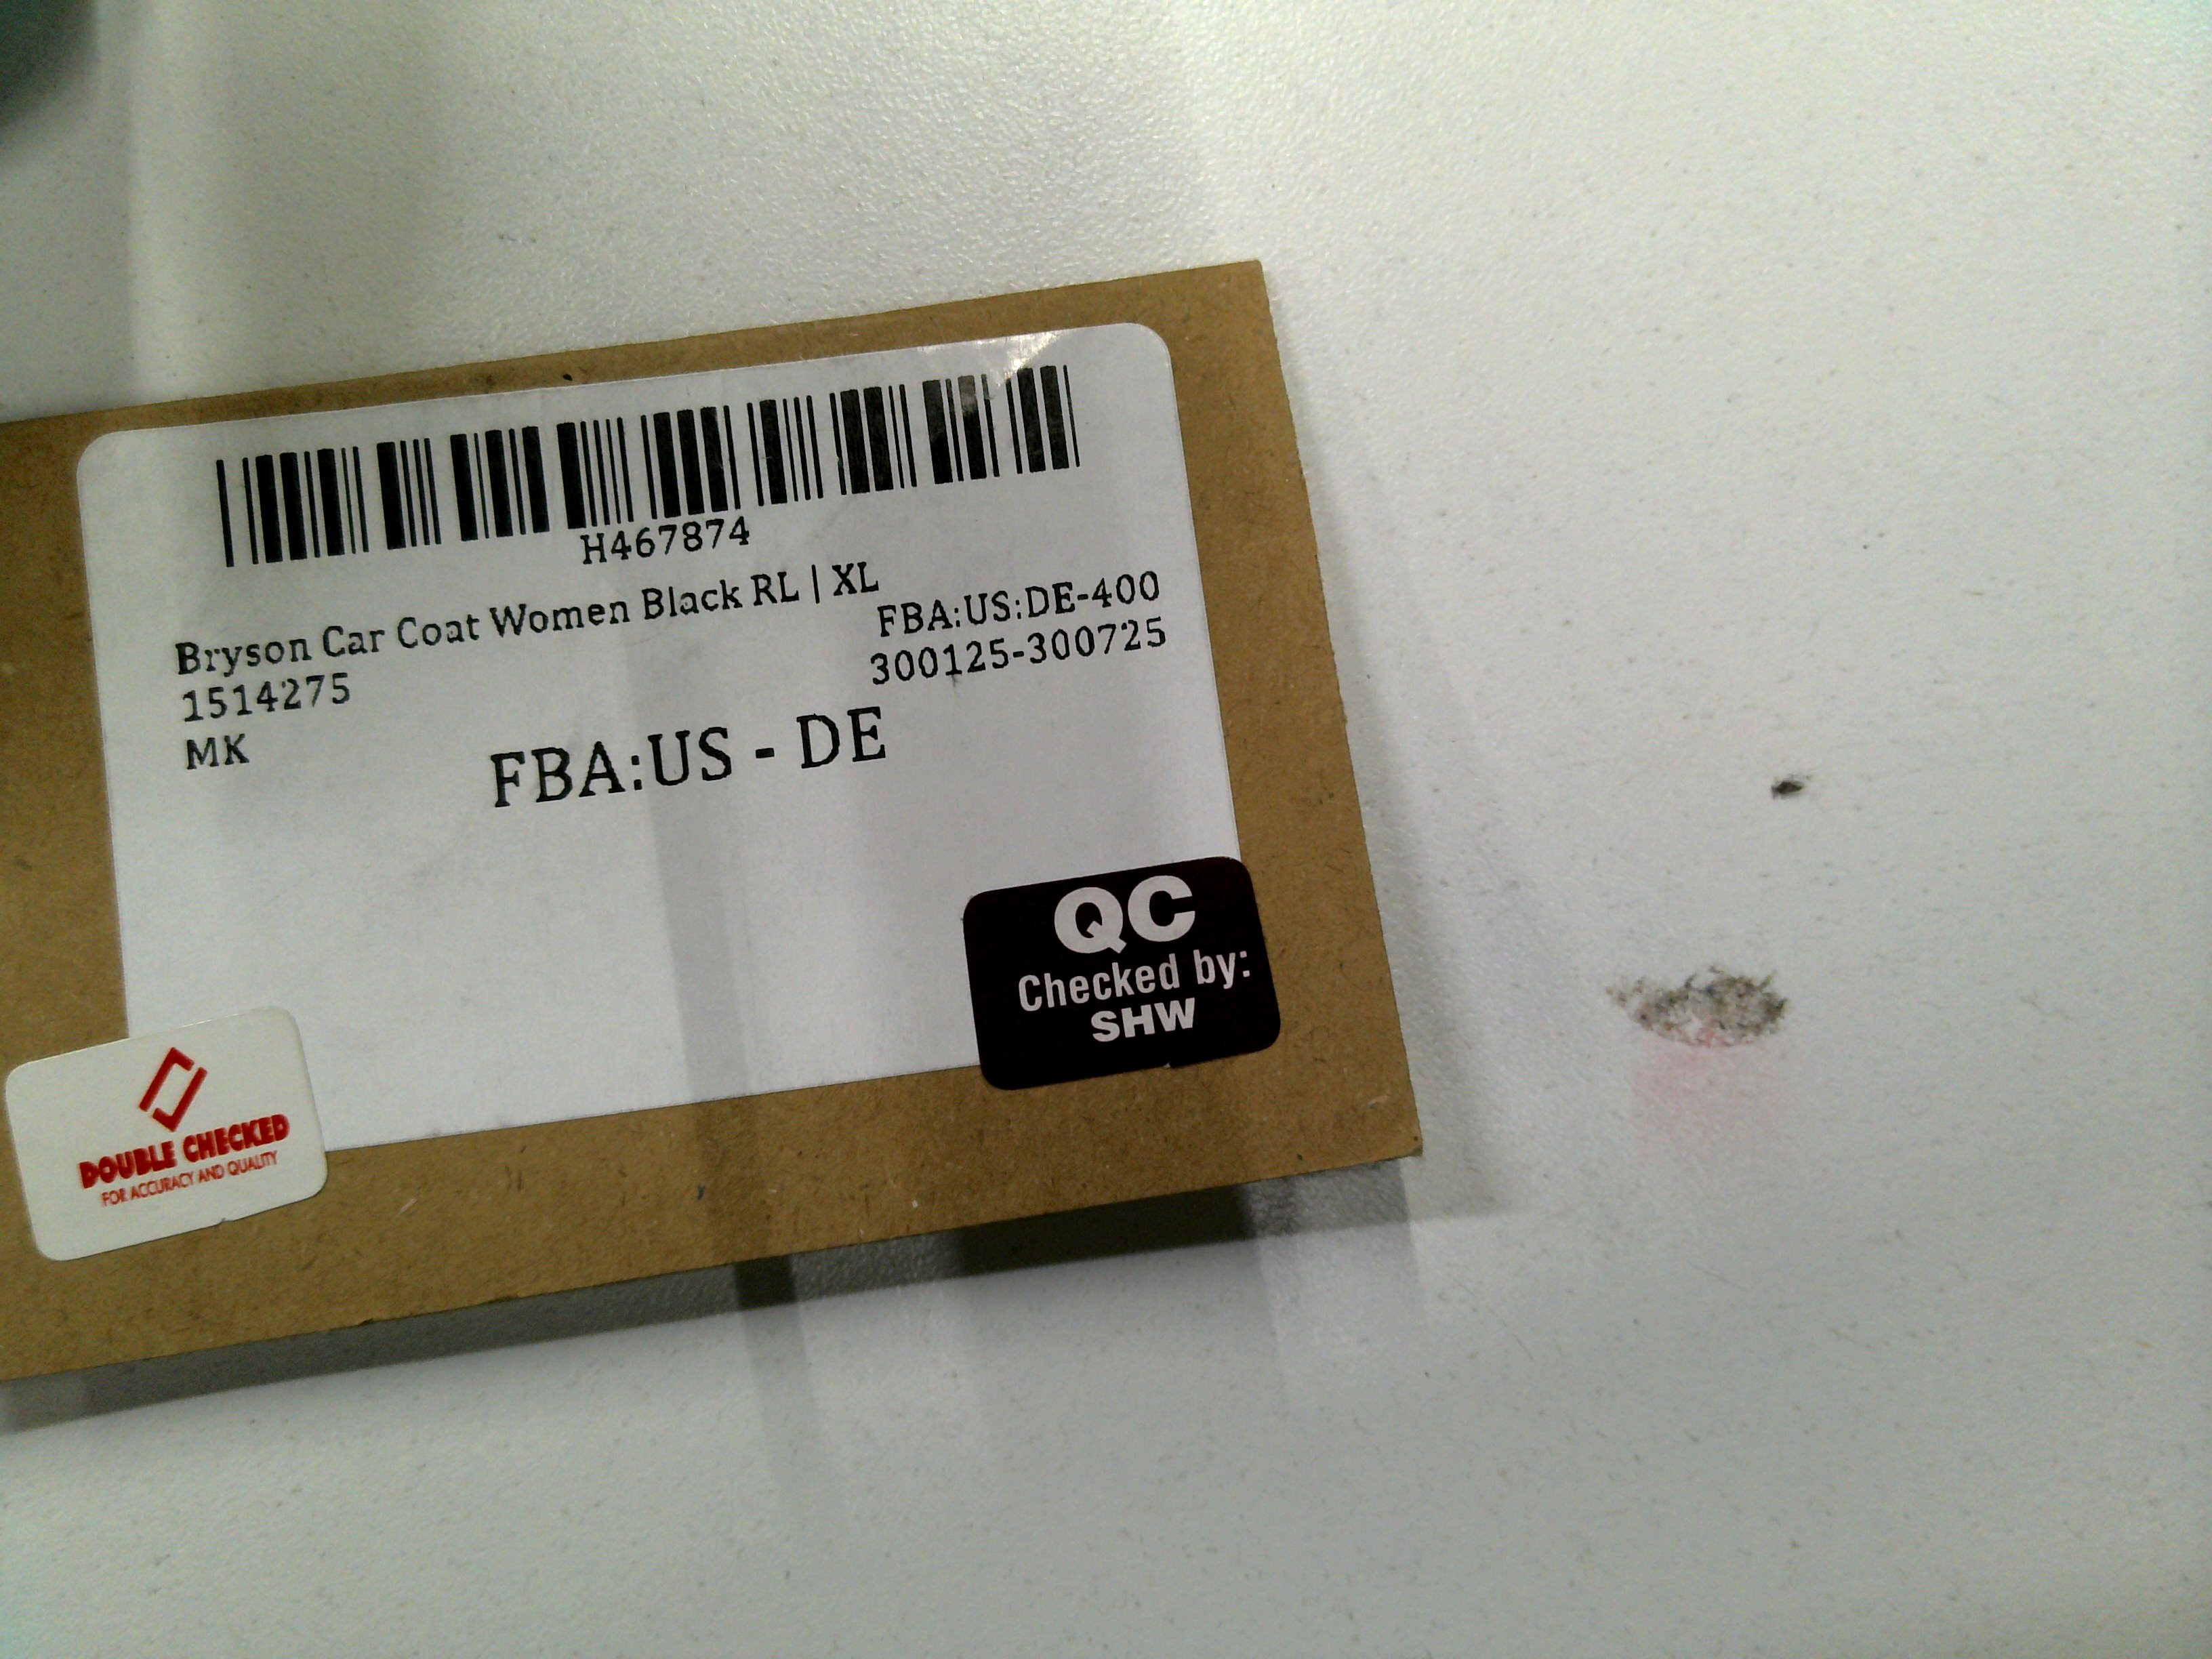 H467874
Bryson Car Coat Women Black RL | XL
1514275
MK
FBA:US:DE-400
300125-300725
FBA:US - DE
QC
Checked by:
SHW
DOUBLE CHECKED
FOR ACCURACY AND QUALITY